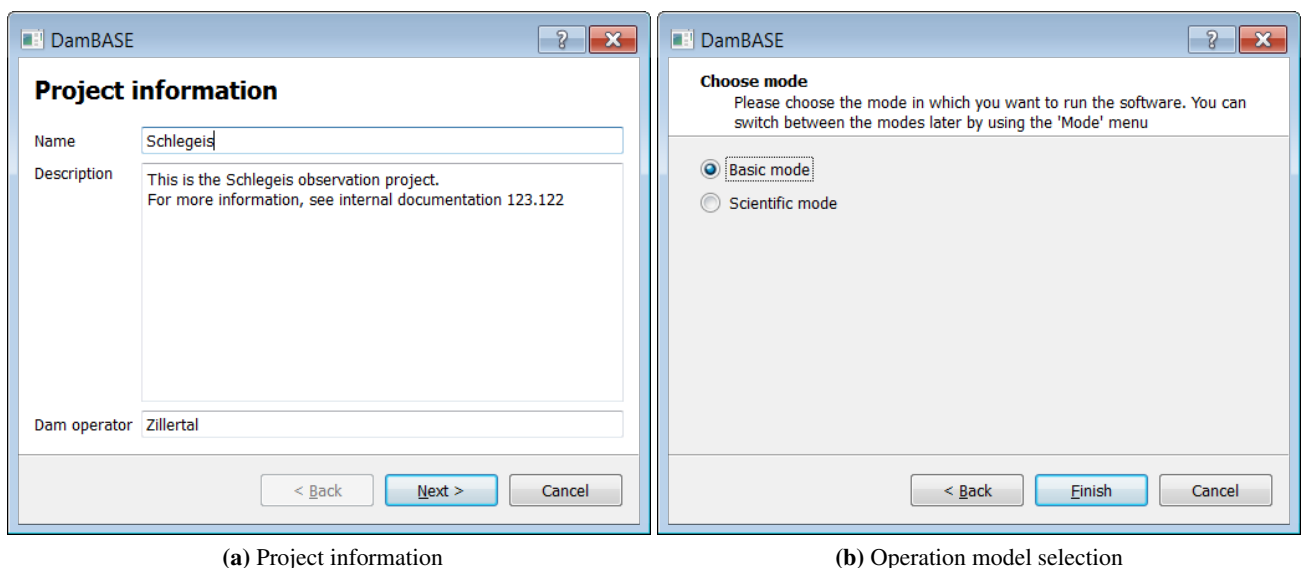 DamBASE
Project information
Name
Schlegeis
Description
This is the Schlegeis observation project.
For more information, see internal documentation 123.122
Dam operator
Zillertal
< Back
Next >
Cancel
(a) Project information
DamBASE
Choose mode
Please choose the mode in which you want to run the software. You can
switch between the modes later by using the 'Mode' menu
Basic mode
Scientific mode
< Back
Finish
Cancel
(b) Operation model selection